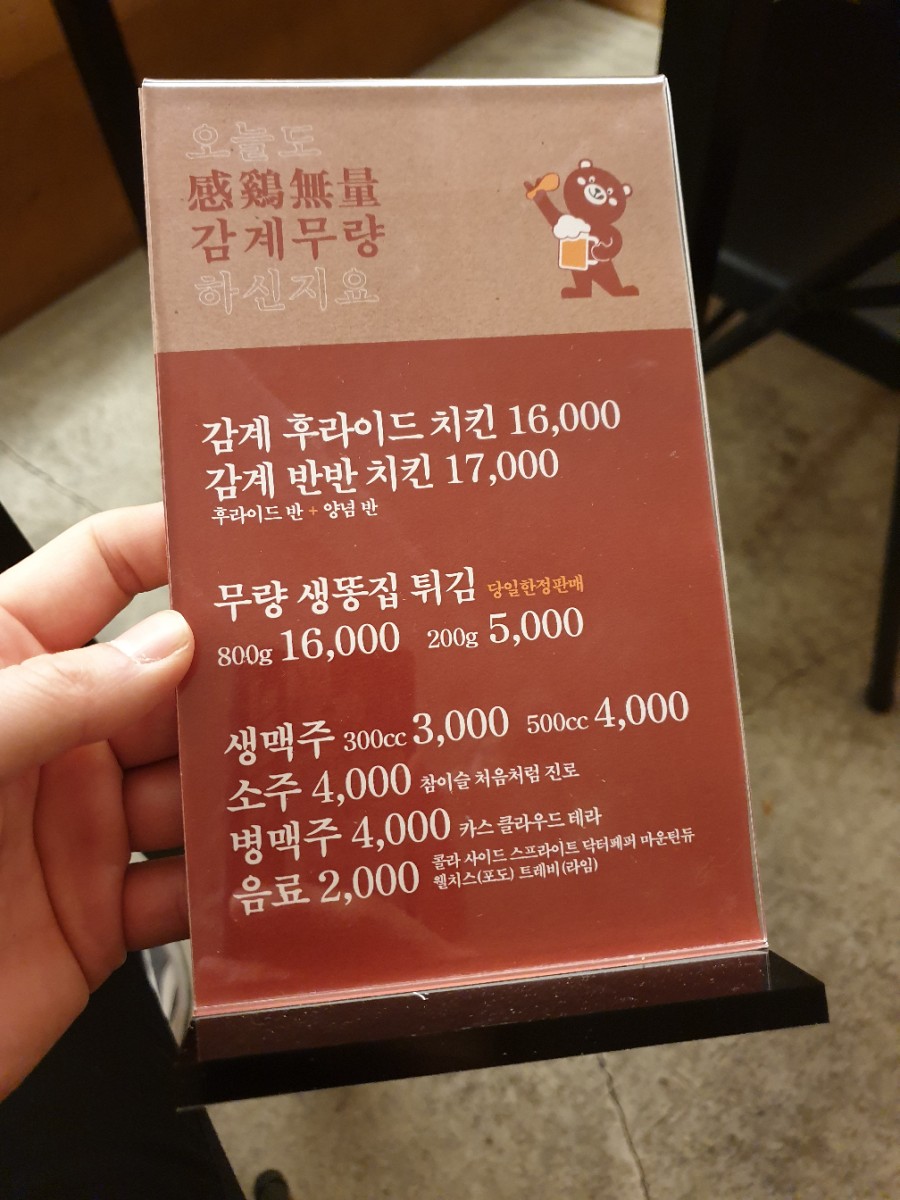 오늘도
感鷄無量
감계무량
하신지요
감계 후라이드 치킨 16,000
감계 반반 치킨 17,000
후라이드 반 + 양념 반
무량 생똥집 튀김 당일한정판매
800g 16,000 200g 5,000
생맥주 300cc 3,000 500cc 4,000
소주 4,000 참이슬 처음처럼 진로
병맥주 4,000 카스 클라우드 테라
음료 2,000 콜라 사이드 스프라이트 닥터페퍼 마운틴듀
웰치스(포도) 트레비(라임)